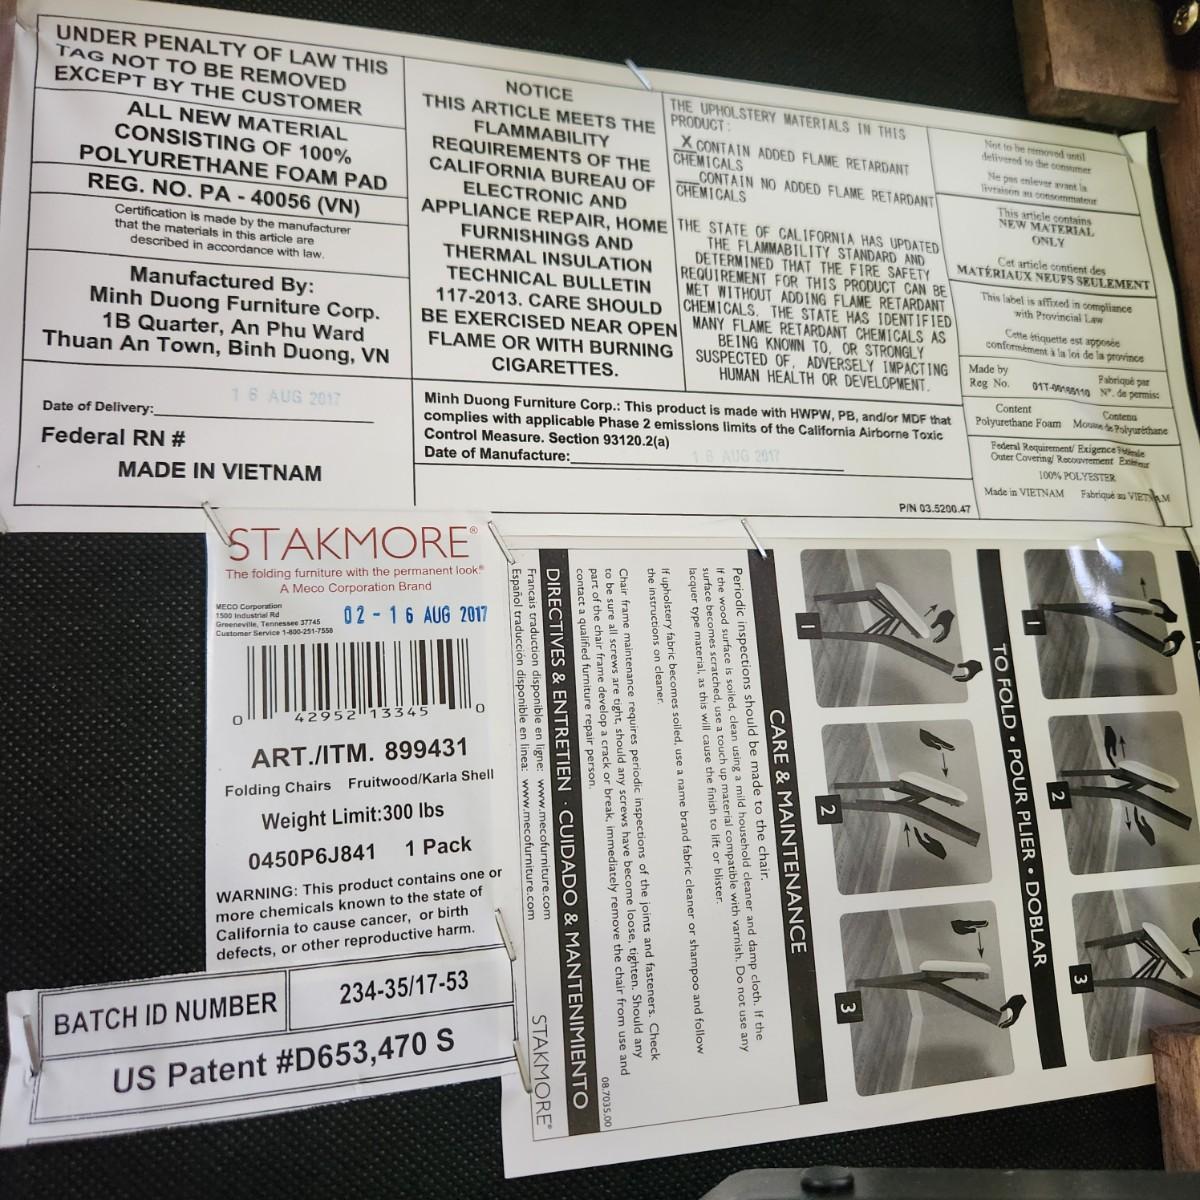 UNDER PENALTY OF LAW THIS
TAG NOT TO BE REMOVED
EXCEPT BY THE CUSTOMER
ALL NEW MATERIAL
CONSISTING OF 100%
POLYURETHANE FOAM PAD
REG. NO. PA - 40056 (VN)
Certification is made by the manufacturer
that the materials in this article are
described in accordance with law.
Manufactured By:
Minh Duong Furniture Corp.
1B Quarter, An Phu Ward
Thuan An Town, Binh Duong, VN
Date of Delivery: 16 AUG 2017
Federal RN #
MADE IN VIETNAM
NOTICE
THIS ARTICLE MEETS THE
FLAMMABILITY
REQUIREMENTS OF THE
CALIFORNIA BUREAU OF
ELECTRONIC AND
APPLIANCE REPAIR, HOME
FURNISHINGS AND
THERMAL INSULATION
TECHNICAL BULLETIN
117-2013. CARE SHOULD
BE EXERCISED NEAR OPEN
FLAME OR WITH BURNING
CIGARETTES.
THE UPHOLSTERY MATERIALS IN THIS
PRODUCT:
X CONTAIN ADDED FLAME RETARDANT
CHEMICALS
CONTAIN NO ADDED FLAME RETARDANT
CHEMICALS
THE STATE OF CALIFORNIA HAS UPDATED
THE FLAMMABILITY STANDARD AND
DETERMINED THAT THE FIRE SAFETY
REQUIREMENT FOR THIS PRODUCT CAN BE
MET WITHOUT ADDING FLAME RETARDANT
CHEMICALS. THE STATE HAS IDENTIFIED
MANY FLAME RETARDANT CHEMICALS AS
BEING KNOWN TO, OR STRONGLY
SUSPECTED OF, ADVERSELY IMPACTING
HUMAN HEALTH OR DEVELOPMENT.
Minh Duong Furniture Corp.: This product is made with HWPW, PB, and/or MDF that
complies with applicable Phase 2 emissions limits of the California Airborne Toxic
Control Measure. Section 93120.2(a)
Date of Manufacture: 16 AUG 2017
P/N 03.5200.47
Not to be removed until
delivered to the consumer
Ne pas enlever avant la
livraison au consommateur
This article contains
NEW MATERIAL
ONLY
Cet article contient des
MATÉRIAUX NEUFS SEULEMENT
This label is affixed in compliance
with Provincial Law
Cette étiquette est apposée
conformément à la loi de la province
Made by Fabriqué par
Reg No. Nº. de permis:
Content Contenu
Polyurethane Foam Mousse de Polyuréthane
Federal Requirement/ Exigence Fédérale
Outer Covering/ Recouvrement Extérieur
100% POLYESTER
Made in VIETNAM Fabriqué au VIETNAM
STAKMORE®
The folding furniture with the permanent look®
A Meco Corporation Brand
MECO Corporation
1500 Industrial Rd
Greeneville, Tennessee 37745
Customer Service 1-800-251-7558
02-16 AUG 2017
0 42952 13345 0
ART./ITM. 899431
Folding Chairs Fruitwood/Karla Shell
Weight Limit:300 lbs
0450P6J841 1 Pack
WARNING: This product contains one or
more chemicals known to the state of
California to cause cancer, or birth
defects, or other reproductive harm.
BATCH ID NUMBER 234-35/17-53
US Patent #D653,470 S
TO FOLD • POUR PLIER • DOBLAR
1
2
3
1
2
3
CARE & MAINTENANCE
Periodic inspections should be made to the chair.
If the wood surface is soiled, clean using a mild household cleaner and damp cloth. If the
surface becomes scratched, use a touch up material compatible with varnish. Do not use any
lacquer type material, as this will cause the finish to lift or blister.
If upholstery fabric becomes soiled, use a name brand fabric cleaner or shampoo and follow
the instructions on cleaner.
Chair frame maintenance requires periodic inspections of the joints and fasteners. Check
to be sure all screws are tight, should any screws have become loose, tighten. Should any
part of the chair frame develop a crack or break, immediately remove the chair from use and
contact a qualified furniture repair person.
08.7035.00
DIRECTIVES & ENTRETIEN · CUIDADO & MANTENIMIENTO
Francais traduction disponible en ligne: www.mecofurniture.com
Español traducción disponible en linea: www.mecofurniture.com
STAKMORE®